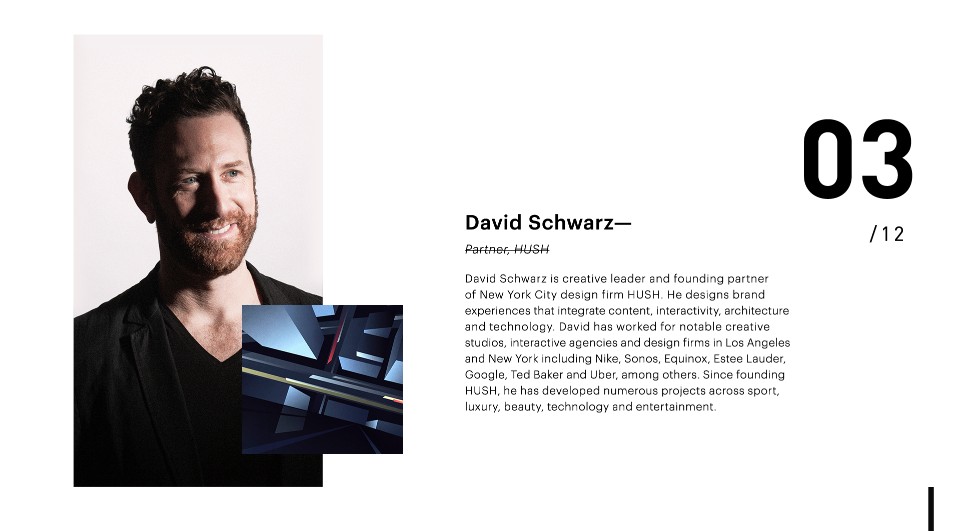 03
/12
David Schwarz—
Partner, HUSH
David Schwarz is creative leader and founding partner
of New York City design firm HUSH. He designs brand
experiences that integrate content, interactivity, architecture
and technology. David has worked for notable creative
studios, interactive agencies and design firms in Los Angeles
and New York including Nike, Sonos, Equinox, Estee Lauder,
Google, Ted Baker and Uber, among others. Since founding
HUSH, he has developed numerous projects across sport,
luxury, beauty, technology and entertainment.